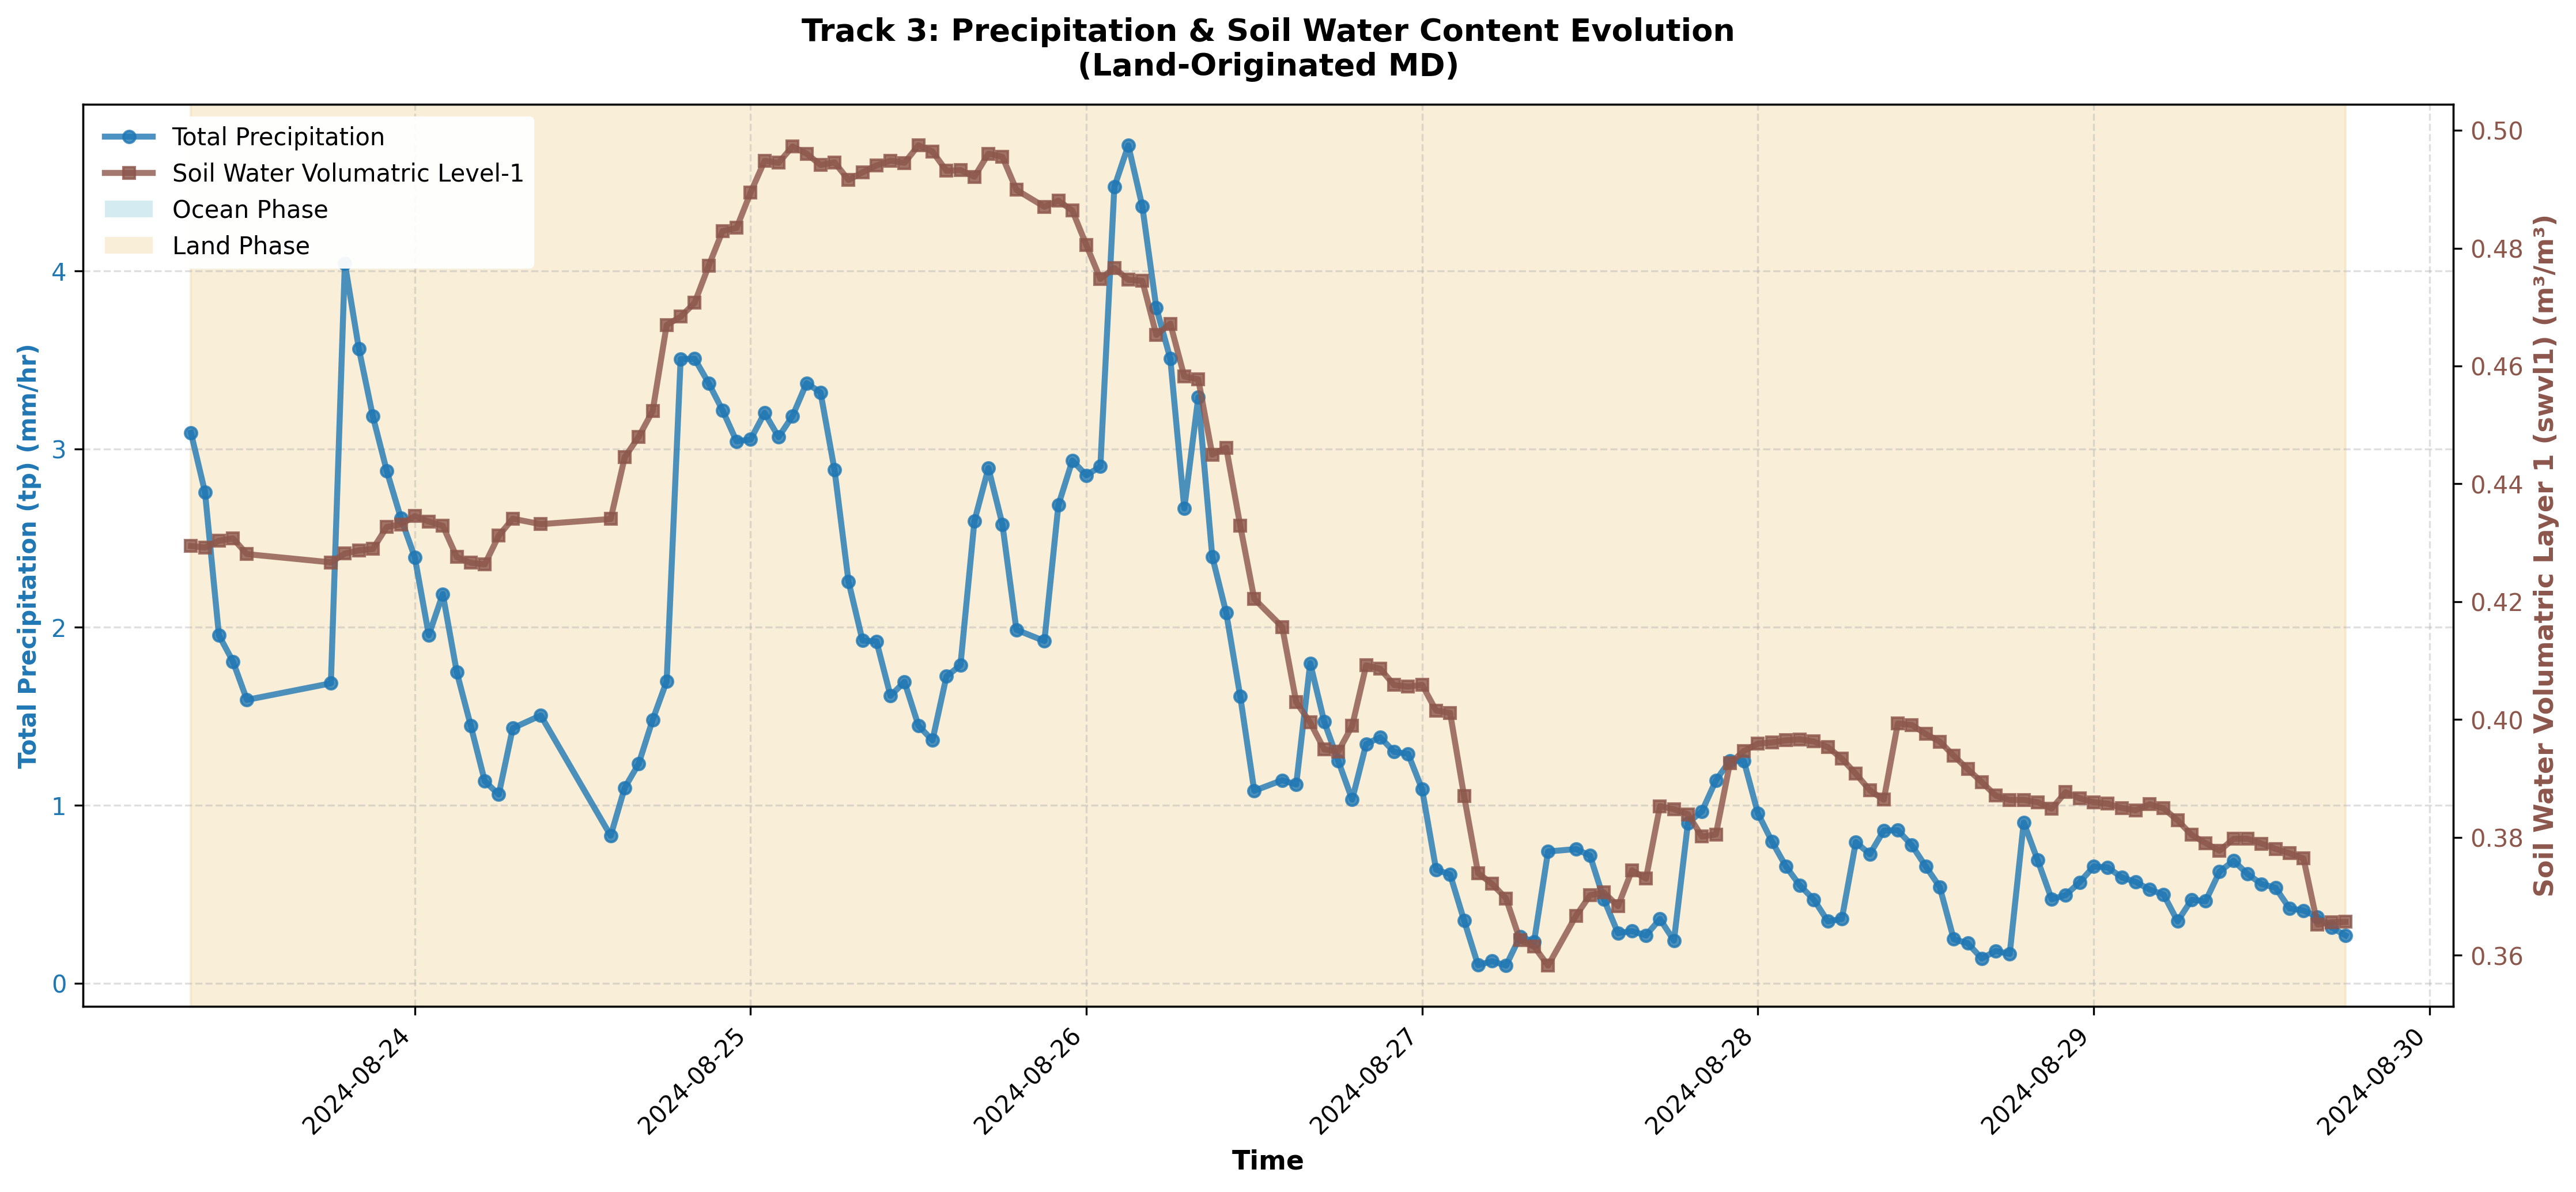 Track 3: Precipitation & Soil Water Content Evolution
(Land-Originated MD)
Total Precipitation
Soil Water Volumatric Level-1
Ocean Phase
Land Phase
Total Precipitation (tp) (mm/hr)
4
3
2
1
0
0.50
0.48
0.46
0.44
0.42
0.40
0.38
0.36
Soil Water Volumatric Layer 1 (swvl1) (m³/m³)
2024-08-24
2024-08-25
2024-08-26
2024-08-27
2024-08-28
2024-08-29
2024-08-30
Time